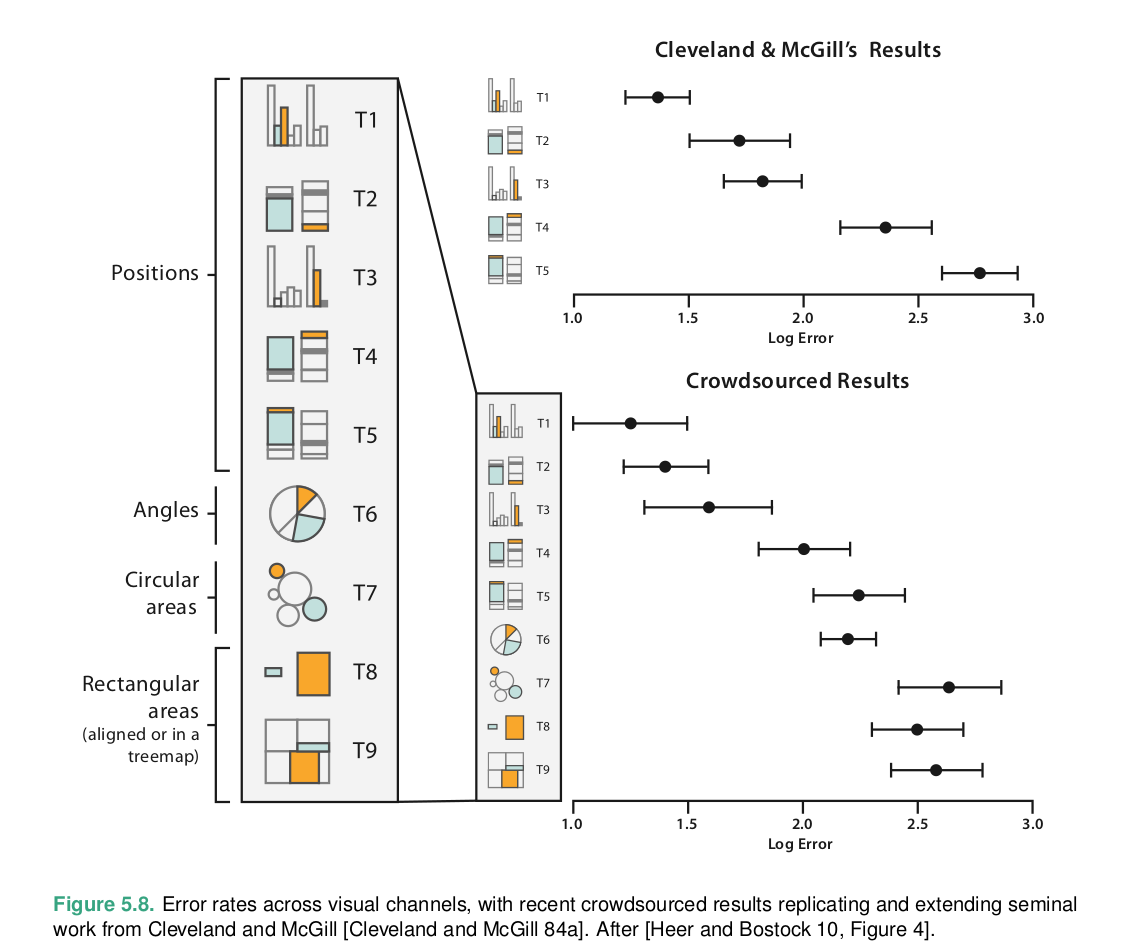 Cleveland & McGill's Results
T1
T2
T3
T4
T5
1.0 1.5 2.0 2.5 3.0
Log Error
Positions
T1
T2
T3
T4
T5
Angles
T6
Circular
areas
T7
Rectangular
areas
(aligned or in a
treemap)
T8
T9
Crowdsourced Results
T1
T2
T3
T4
T5
T6
T7
T8
T9
1.0 1.5 2.0 2.5 3.0
Log Error
Figure 5.8. Error rates across visual channels, with recent crowdsourced results replicating and extending seminal
work from Cleveland and McGill [Cleveland and McGill 84a]. After [Heer and Bostock 10, Figure 4].